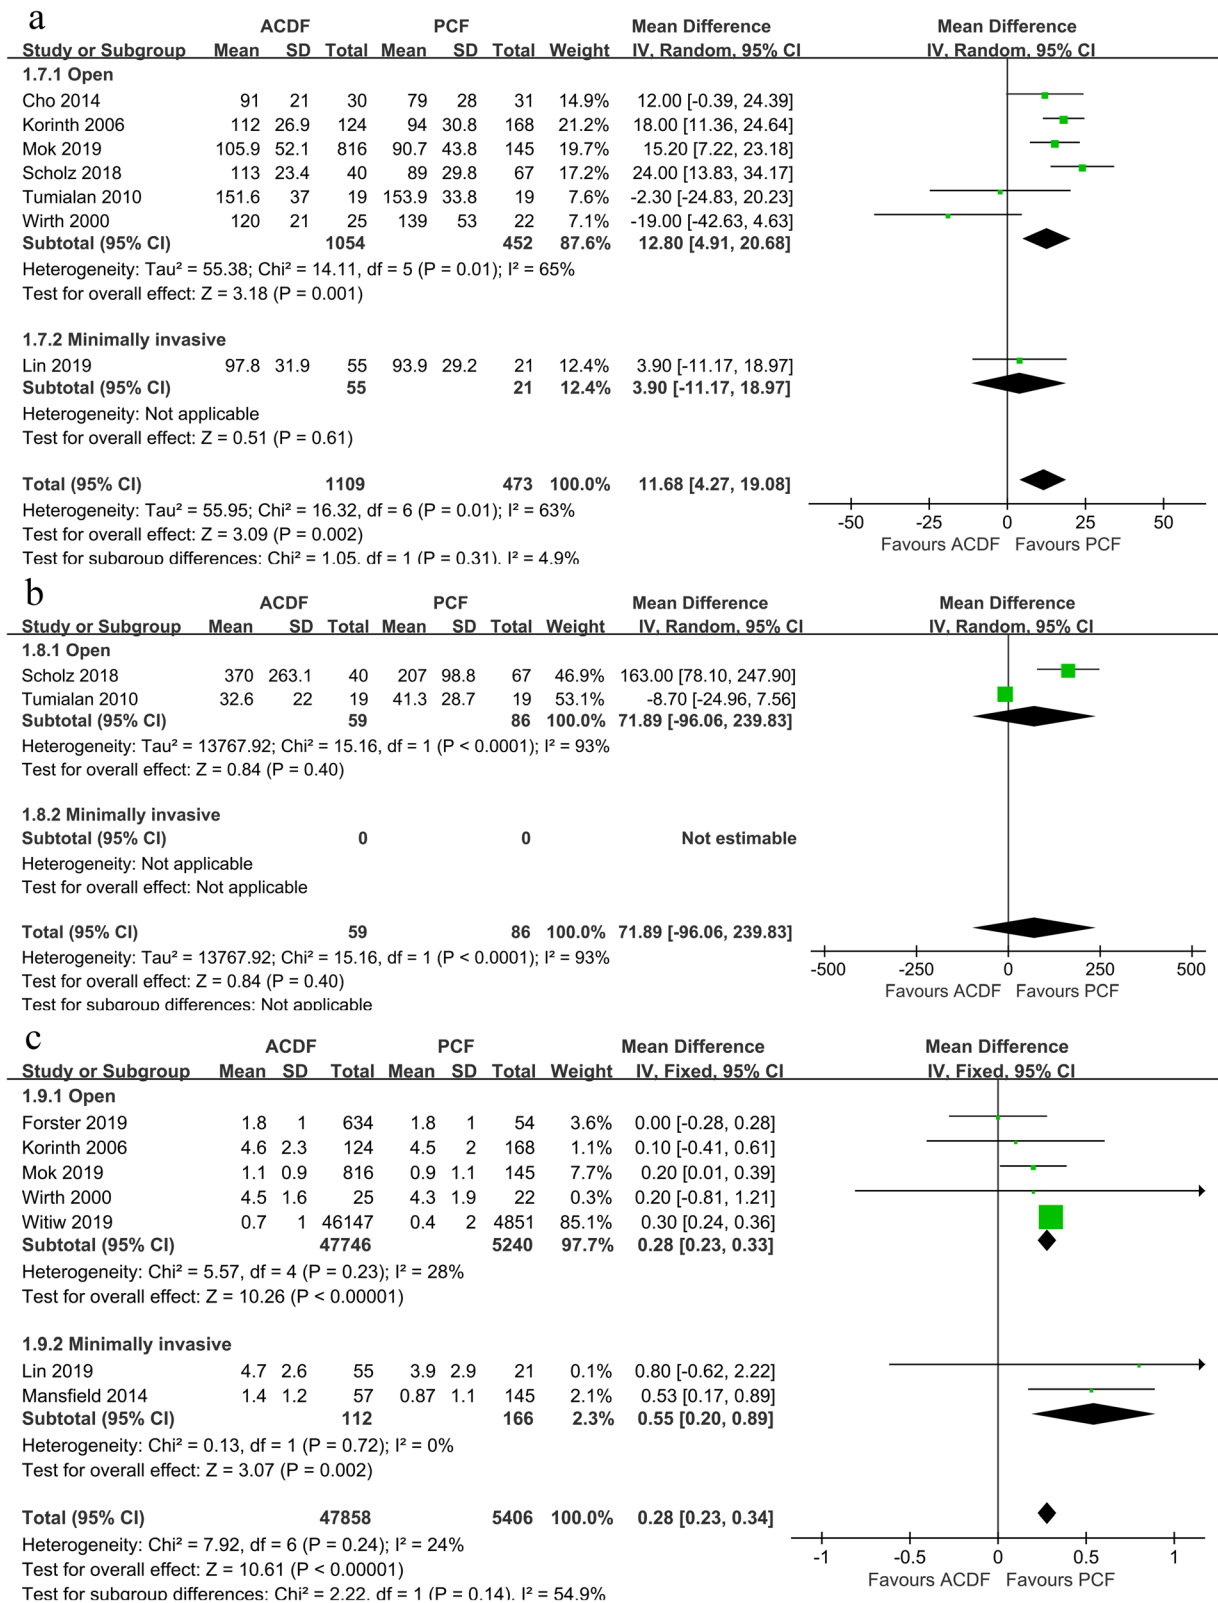 a
ACDF PCF Mean Difference Mean Difference
Study or Subgroup Mean SD Total Mean SD Total Weight IV, Random, 95% CI IV, Random, 95% CI
1.7.1 Open
Cho 2014 91 21 30 79 28 31 14.9% 12.00 [-0.39, 24.39]
Korinth 2006 112 26.9 124 94 30.8 168 21.2% 18.00 [11.36, 24.64]
Mok 2019 105.9 52.1 816 90.7 43.8 145 19.7% 15.20 [7.22, 23.18]
Scholz 2018 113 23.4 40 89 29.8 67 17.2% 24.00 [13.83, 34.17]
Tumialan 2010 151.6 37 19 153.9 33.8 19 7.6% -2.30 [-24.83, 20.23]
Wirth 2000 120 21 25 139 53 22 7.1% -19.00 [-42.63, 4.63]
Subtotal (95% CI) 1054 452 87.6% 12.80 [4.91, 20.68]
Heterogeneity: Tau² = 55.38; Chi² = 14.11, df = 5 (P = 0.01); I² = 65%
Test for overall effect: Z = 3.18 (P = 0.001)
1.7.2 Minimally invasive
Lin 2019 97.8 31.9 55 93.9 29.2 21 12.4% 3.90 [-11.17, 18.97]
Subtotal (95% CI) 55 21 12.4% 3.90 [-11.17, 18.97]
Heterogeneity: Not applicable
Test for overall effect: Z = 0.51 (P = 0.61)
Total (95% CI) 1109 473 100.0% 11.68 [4.27, 19.08]
Heterogeneity: Tau² = 55.95; Chi² = 16.32, df = 6 (P = 0.01); I² = 63%
Test for overall effect: Z = 3.09 (P = 0.002)
Test for subgroup differences: Chi² = 1.05, df = 1 (P = 0.31), I² = 4.9%
-50 -25 0 25 50
Favours ACDF Favours PCF
b
ACDF PCF Mean Difference Mean Difference
Study or Subgroup Mean SD Total Mean SD Total Weight IV, Random, 95% CI IV, Random, 95% CI
1.8.1 Open
Scholz 2018 370 263.1 40 207 98.8 67 46.9% 163.00 [78.10, 247.90]
Tumialan 2010 32.6 22 19 41.3 28.7 19 53.1% -8.70 [-24.96, 7.56]
Subtotal (95% CI) 59 86 100.0% 71.89 [-96.06, 239.83]
Heterogeneity: Tau² = 13767.92; Chi² = 15.16, df = 1 (P < 0.0001); I² = 93%
Test for overall effect: Z = 0.84 (P = 0.40)
1.8.2 Minimally invasive
Subtotal (95% CI) 0 0 Not estimable
Heterogeneity: Not applicable
Test for overall effect: Not applicable
Total (95% CI) 59 86 100.0% 71.89 [-96.06, 239.83]
Heterogeneity: Tau² = 13767.92; Chi² = 15.16, df = 1 (P < 0.0001); I² = 93%
Test for overall effect: Z = 0.84 (P = 0.40)
Test for subgroup differences: Not applicable
-500 -250 0 250 500
Favours ACDF Favours PCF
c
ACDF PCF Mean Difference Mean Difference
Study or Subgroup Mean SD Total Mean SD Total Weight IV, Fixed, 95% CI IV, Fixed, 95% CI
1.9.1 Open
Forster 2019 1.8 1 634 1.8 1 54 3.6% 0.00 [-0.28, 0.28]
Korinth 2006 4.6 2.3 124 4.5 2 168 1.1% 0.10 [-0.41, 0.61]
Mok 2019 1.1 0.9 816 0.9 1.1 145 7.7% 0.20 [0.01, 0.39]
Wirth 2000 4.5 1.6 25 4.3 1.9 22 0.3% 0.20 [-0.81, 1.21]
Witiw 2019 0.7 1 46147 0.4 2 4851 85.1% 0.30 [0.24, 0.36]
Subtotal (95% CI) 47746 5240 97.7% 0.28 [0.23, 0.33]
Heterogeneity: Chi² = 5.57, df = 4 (P = 0.23); I² = 28%
Test for overall effect: Z = 10.26 (P < 0.00001)
1.9.2 Minimally invasive
Lin 2019 4.7 2.6 55 3.9 2.9 21 0.1% 0.80 [-0.62, 2.22]
Mansfield 2014 1.4 1.2 57 0.87 1.1 145 2.1% 0.53 [0.17, 0.89]
Subtotal (95% CI) 112 166 2.3% 0.55 [0.20, 0.89]
Heterogeneity: Chi² = 0.13, df = 1 (P = 0.72); I² = 0%
Test for overall effect: Z = 3.07 (P = 0.002)
Total (95% CI) 47858 5406 100.0% 0.28 [0.23, 0.34]
Heterogeneity: Chi² = 7.92, df = 6 (P = 0.24); I² = 24%
Test for overall effect: Z = 10.61 (P < 0.00001)
Test for subgroup differences: Chi² = 2.22, df = 1 (P = 0.14), I² = 54.9%
-1 -0.5 0 0.5 1
Favours ACDF Favours PCF